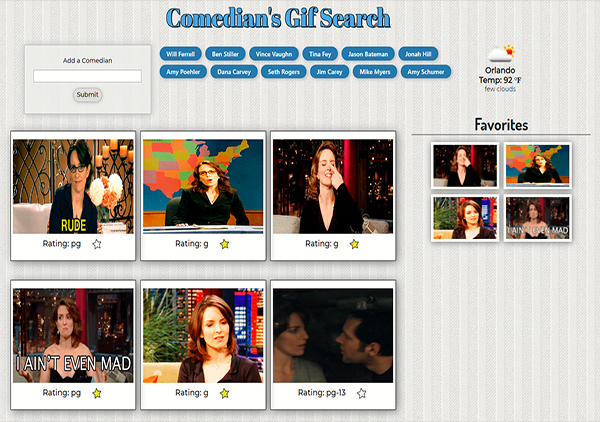 Comedian's Gif Search
Add a Comedian
Submit
Will Ferrell Ben Stiller Vince Vaughn Tina Fey Jason Bateman Jonah Hill
Amy Poehler Dana Carvey Seth Rogers Jim Carey Mike Myers Amy Schumer
Orlando
Temp: 92 °F
few clouds
Favorites
RUDE
Rating: pg
Rating: g
Rating: g
I AIN'T EVEN MAD
I AIN'T EVEN MAD
Rating: pg
Rating: g
Rating: pg-13